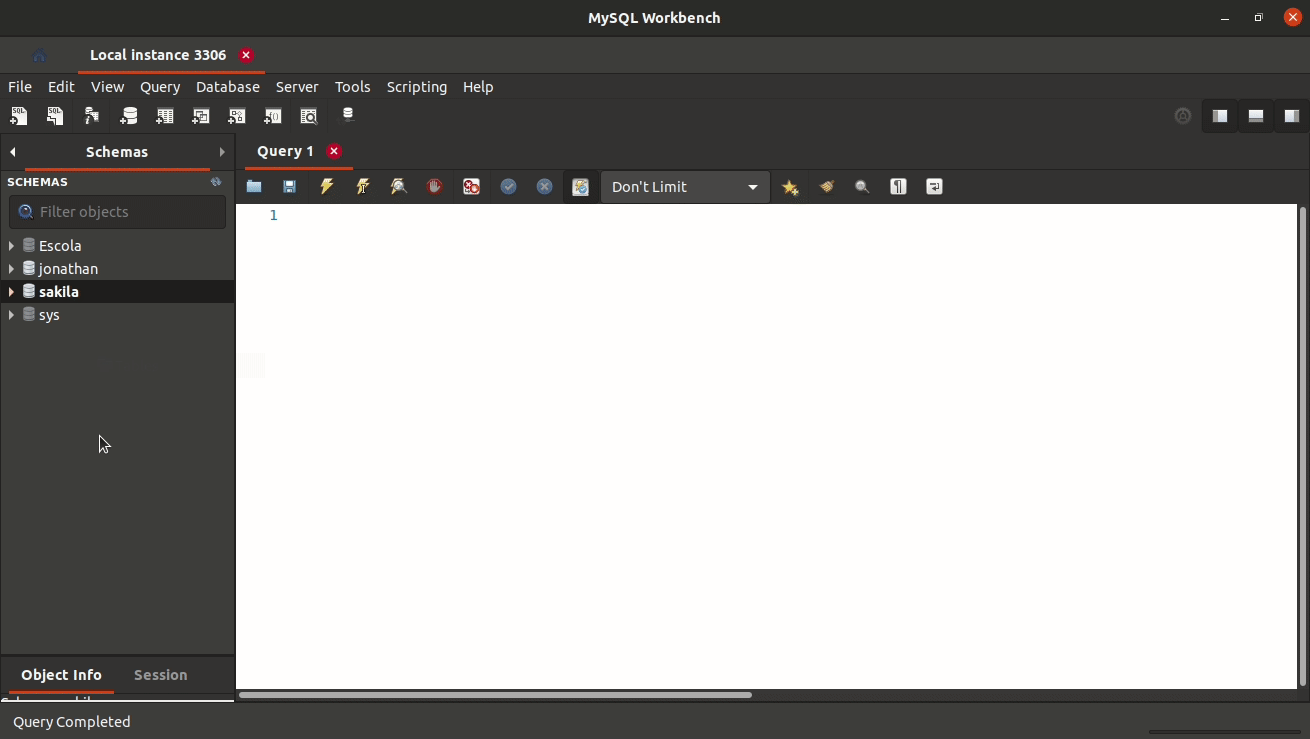 MySQL Workbench
Local instance 3306
File Edit View Query Database Server Tools Scripting Help
Schemas
Query 1
SCHEMAS
Don't Limit
Filter objects
1
Escola
jonathan
sakila
sys
Object Info Session
Query Completed